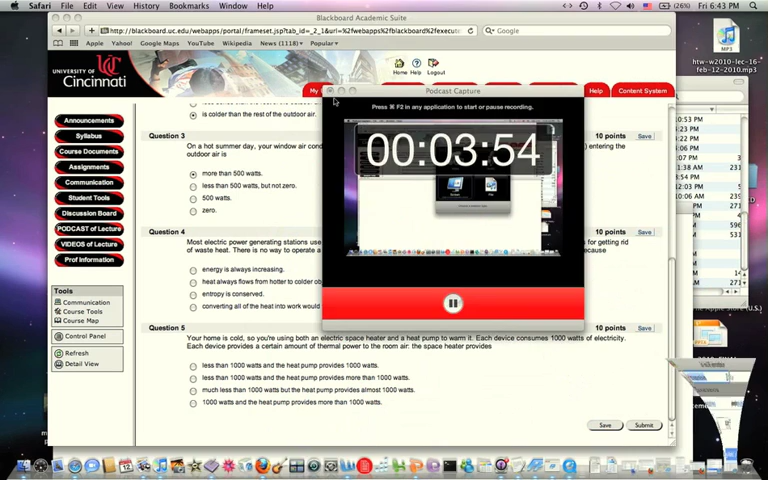 Safari File Edit View History Bookmarks Window Help
(26%) Fri 6:43 PM
Blackboard Academic Suite
http://blackboard.uc.edu/webapps/portal/frameset.jsp?tab_id=_2_1&url=%2fwebapps%2fblackboard%2fexecut
Google
Apple Yahoo! Google Maps YouTube Wikipedia News (1118) Popular
UNIVERSITY OF
Cincinnati
Home Help Logout
My
Help
Content System
Announcements
Syllabus
Course Documents
Assignments
Communication
Student Tools
Discussion Board
PODCAST of Lecture
VIDEOS of Lecture
Prof Information
Tools
Communication
Course Tools
Course Map
Control Panel
Refresh
Detail View
is colder than the rest of the outdoor air.
Question 3
10 points
Save
On a hot summer day, your window air con
) entering the
outdoor air is
more than 500 watts.
less than 500 watts, but not zero.
500 watts.
zero.
Question 4
10 points
Save
Most electric power generating stations use
for getting rid
of waste heat. There is no way to operate a
because
energy is always increasing.
heat always flows from hotter to colder ob
entropy is conserved.
converting all of the heat into work would
Question 5
10 points
Save
Your home is cold, so you're using both an electric space heater and a heat pump to warm it. Each device consumes 1000 watts of electricity.
Each device provides a certain amount of thermal power to the room air: the space heater provides
less than 1000 watts and the heat pump provides 1000 watts.
less than 1000 watts and the heat pump provides more than 1000 watts.
much less than 1000 watts but the heat pump provides almost 1000 watts.
1000 watts and the heat pump provides more than 1000 watts.
Save Submit
Podcast Capture
Press ⌘ F2 in any application to start or pause recording.
00:03:54
MP3
htw-w2010-lec-16-
feb-12-2010.mp3